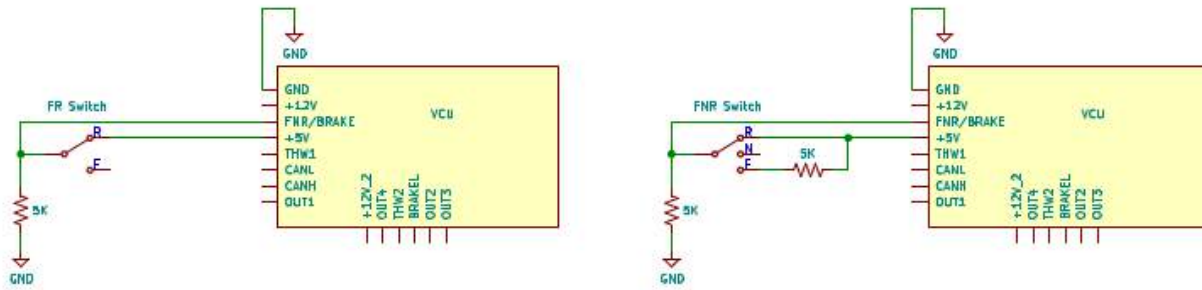 GND
GND
+12V
FNR/BRAKE
+5V
THW1
CANL
CANH
OUT1
VCU
+12V_2
OUT4
THW2
BRAKEL
OUT2
OUT3
FR Switch
R
F
5K
GND
GND
GND
+12V
FNR/BRAKE
+5V
THW1
CANL
CANH
OUT1
VCU
+12V_2
OUT4
THW2
BRAKEL
OUT2
OUT3
FNR Switch
R
N
F
5K
5K
GND